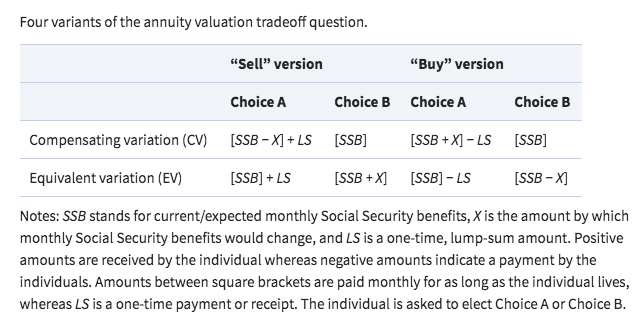 Four variants of the annuity valuation tradeoff question.
“Sell” version “Buy” version
Choice A Choice B Choice A Choice B
Compensating variation (CV) [SSB − X] + LS [SSB] [SSB + X] − LS [SSB]
Equivalent variation (EV) [SSB] + LS [SSB + X] [SSB] − LS [SSB − X]
Notes: SSB stands for current/expected monthly Social Security benefits, X is the amount by which
monthly Social Security benefits would change, and LS is a one-time, lump-sum amount. Positive
amounts are received by the individual whereas negative amounts indicate a payment by the
individuals. Amounts between square brackets are paid monthly for as long as the individual lives,
whereas LS is a one-time payment or receipt. The individual is asked to elect Choice A or Choice B.